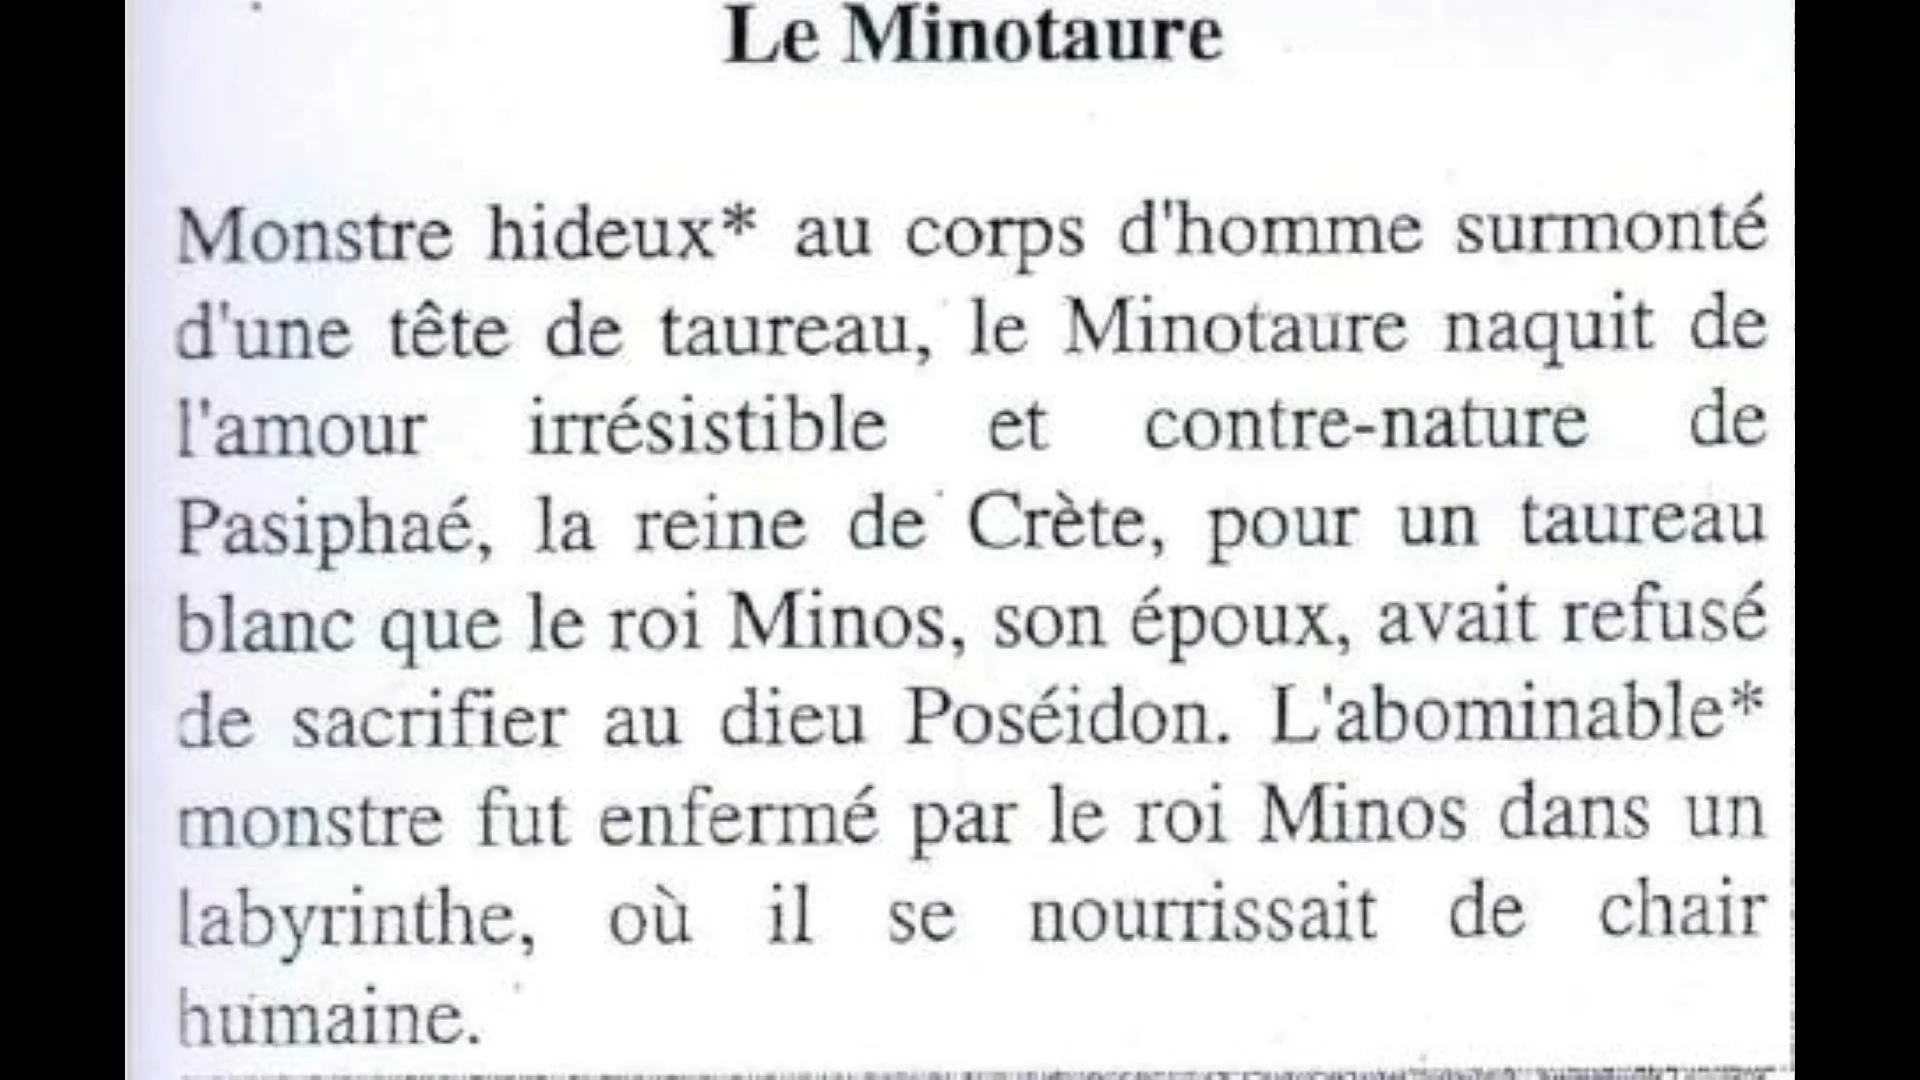 Le Minotaure
Monstre hideux* au corps d'homme surmonté
d'une tête de taureau, le Minotaure naquit de
l'amour irrésistible et contre-nature de
Pasiphaé, la reine de Crète, pour un taureau
blanc que le roi Minos, son époux, avait refusé
de sacrifier au dieu Poséidon. L'abominable*
monstre fut enfermé par le roi Minos dans un
labyrinthe, où il se nourrissait de chair
humaine.